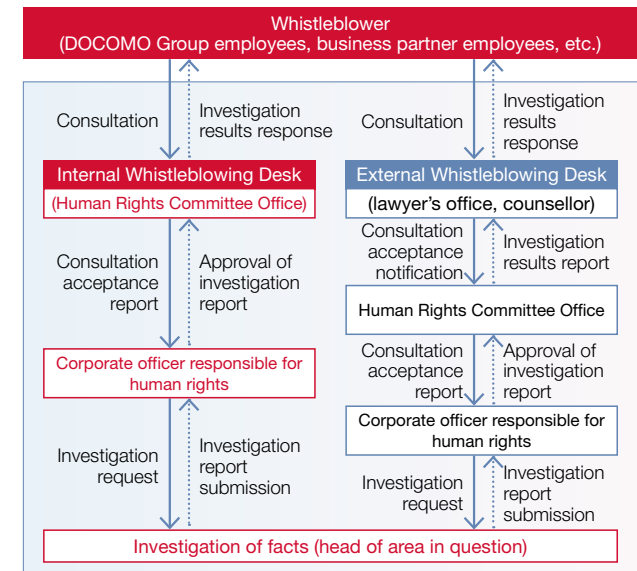 Whistleblower
(DOCOMO Group employees, business partner employees, etc.)
Consultation
Investigation
results response
Consultation
Investigation
results
response
Internal Whistleblowing Desk
(Human Rights Committee Office)
External Whistleblowing Desk
(lawyer's office, counsellor)
Consultation
acceptance
report
Approval of
investigation
report
Consultation
acceptance
notification
Investigation
results report
Human Rights Committee Office
Corporate officer responsible for
human rights
Consultation
acceptance
report
Approval of
investigation
report
Corporate officer responsible for
human rights
Investigation
request
Investigation
report
submission
Investigation
request
Investigation
report
submission
Investigation of facts (head of area in question)